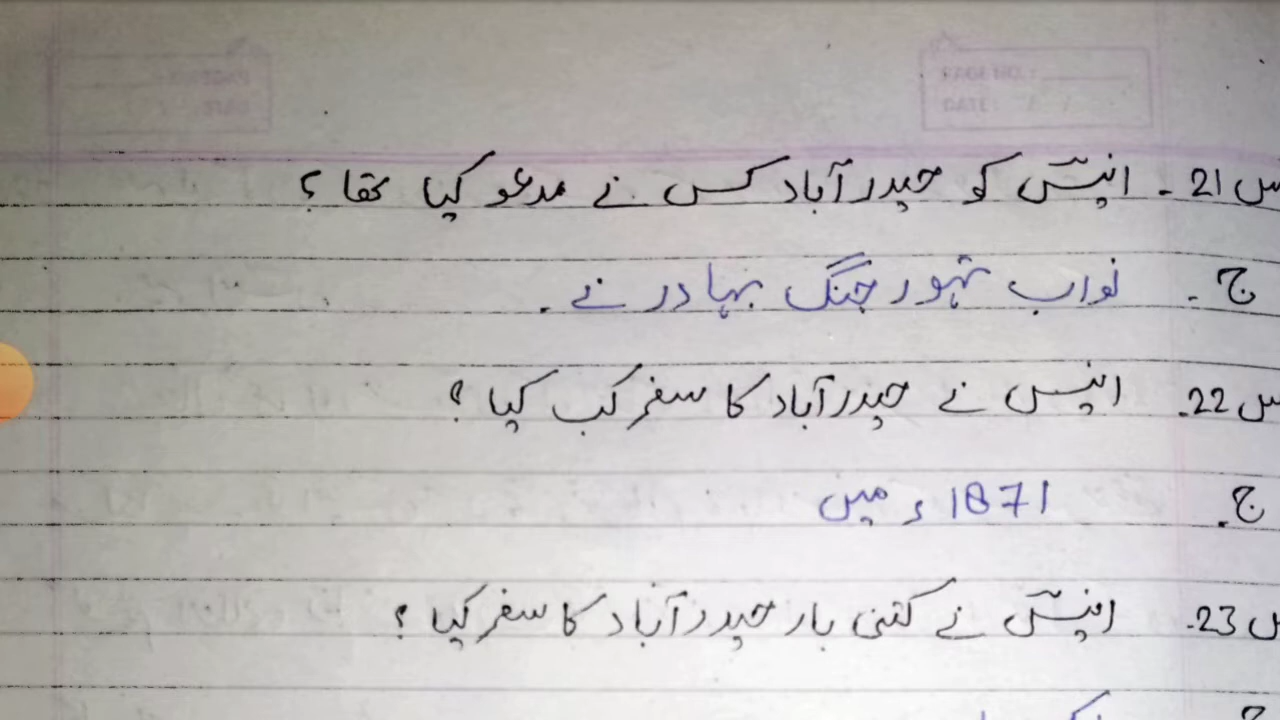 س 21۔ انیسؔ کو حیدرآباد کس نے مدعو کیا تھا؟
ج۔ نواب تہور جنگ بہادر نے۔
س 22۔ انیس نے حیدرآباد کا سفر کب کیا؟
ج۔ 1871ء میں
س 23۔ انیسؔ نے کتنی بار حیدرآباد کا سفر کیا؟
ج